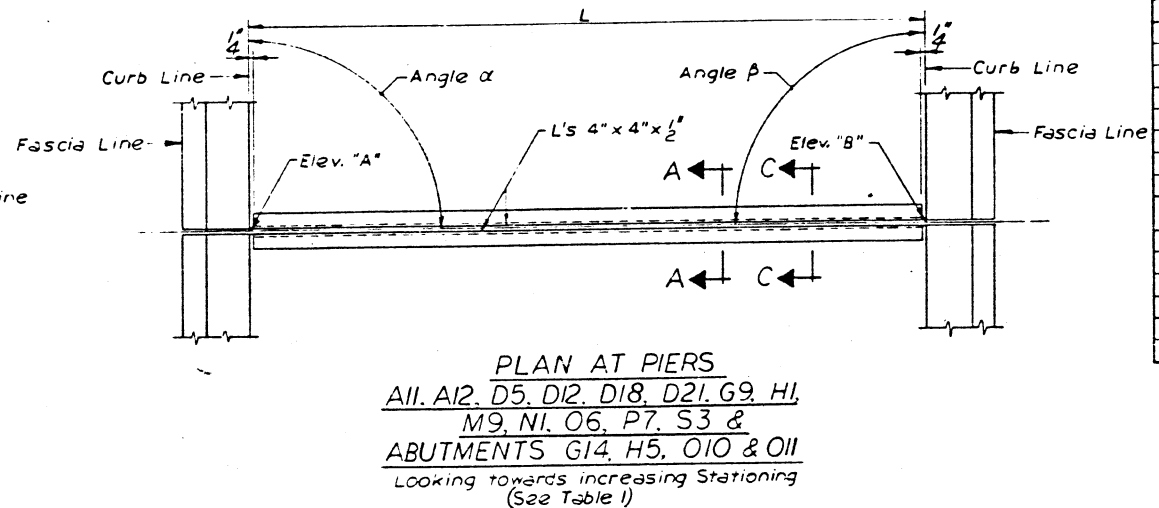 L
1/4"
1/4"
Curb Line
Angle α
Angle β
Curb Line
Fascia Line
L's 4" x 4" x 1/2"
Elev. "A"
Elev. "B"
Fascia Line
ine
A
C
A
C
PLAN AT PIERS
A11, A12, D5, D12, D18, D21, G9, H1,
M9, N1, O6, P7, S3 &
ABUTMENTS G14, H5, O10 & O11
Looking towards increasing Stationing
(See Table 1)